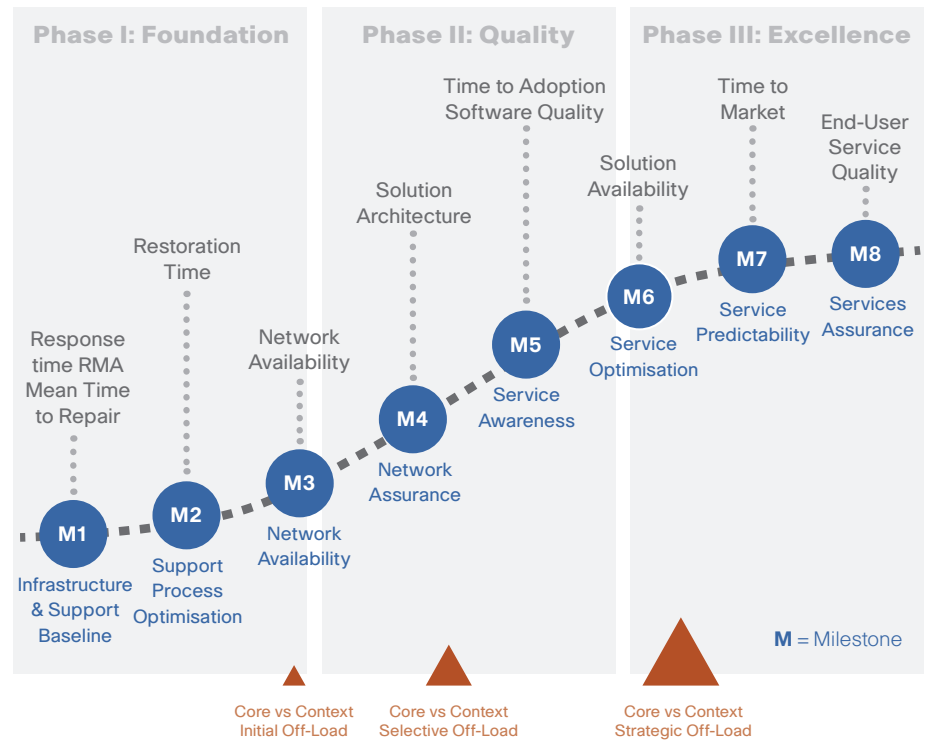 Phase I: Foundation
Phase II: Quality
Phase III: Excellence
Response
time RMA
Mean Time
to Repair
M1
Infrastructure
& Support
Baseline
Restoration
Time
M2
Support
Process
Optimisation
Network
Availability
M3
Network
Availability
Solution
Architecture
M4
Network
Assurance
Time to Adoption
Software Quality
M5
Service
Awareness
Solution
Availability
M6
Service
Optimisation
Time to
Market
M7
Service
Predictability
End-User
Service
Quality
M8
Services
Assurance
M = Milestone
Core vs Context
Initial Off-Load
Core vs Context
Selective Off-Load
Core vs Context
Strategic Off-Load